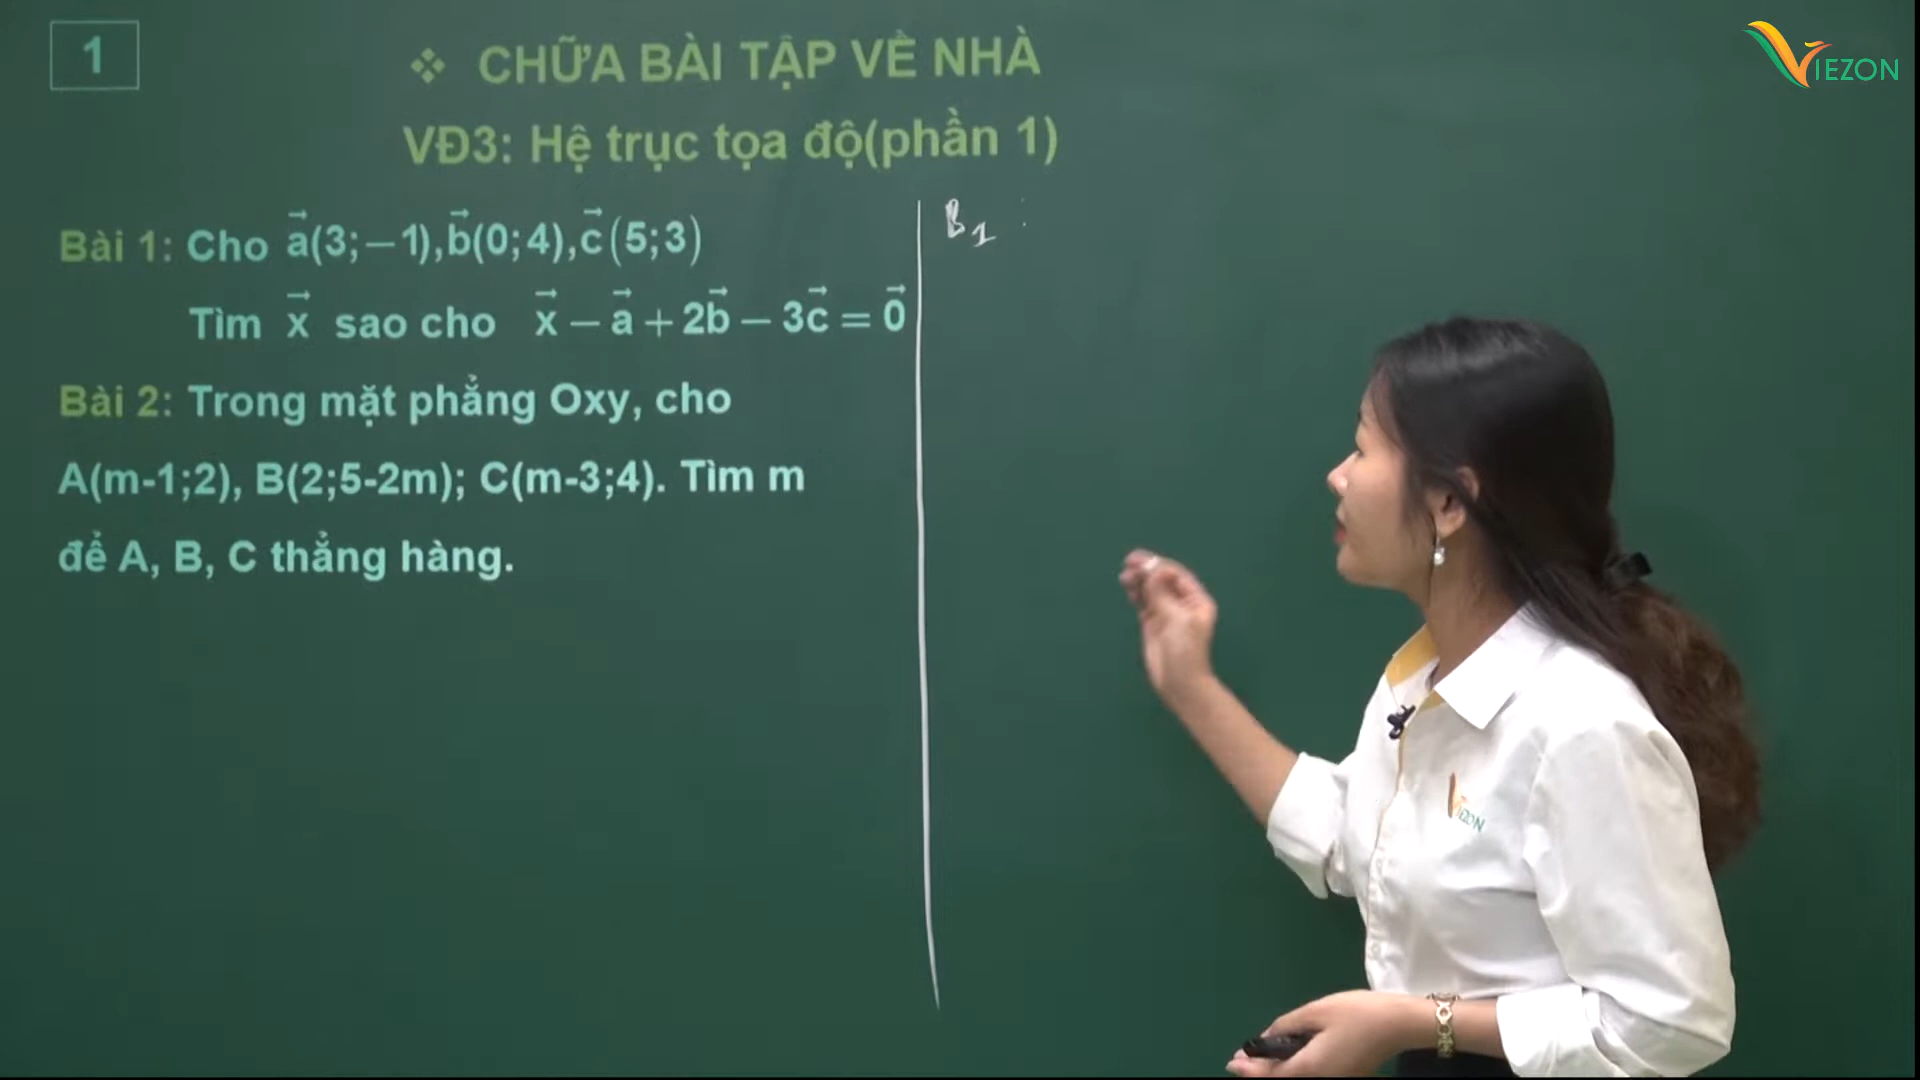 1
❖ CHỮA BÀI TẬP VỀ NHÀ
VIEZON
VĐ3: Hệ trục tọa độ(phần 1)
Bài 1: Cho a⃗(3;−1),b⃗(0;4),c⃗(5;3)
Tìm x⃗ sao cho x⃗ − a⃗ + 2b⃗ − 3c⃗ = 0⃗
Bài 2: Trong mặt phẳng Oxy, cho
A(m-1;2), B(2;5-2m); C(m-3;4). Tìm m
để A, B, C thẳng hàng.
B1 :
VIEZON